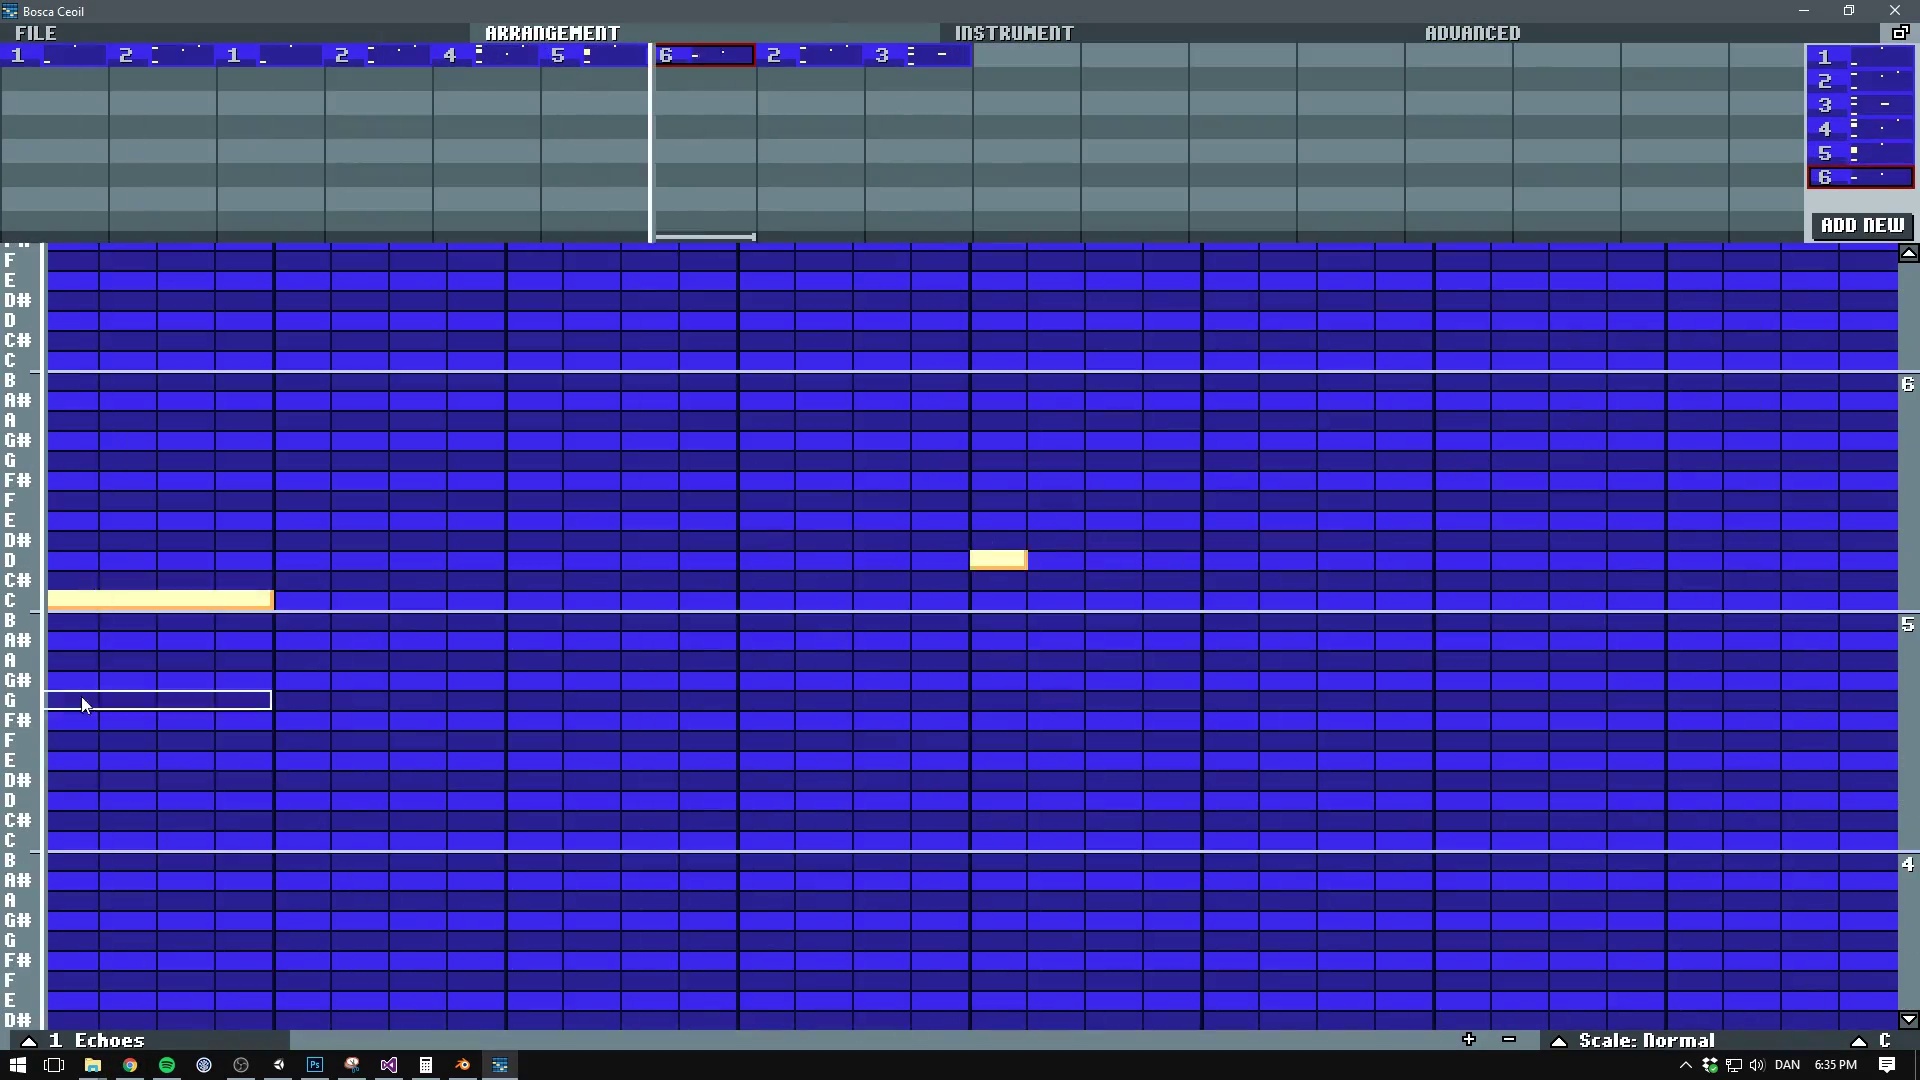 Bosca Ceoil
FILE
ARRANGEMENT
INSTRUMENT
ADVANCED
1 2 1 2 4 5 6 2 3
1
2
3
4
5
6
ADD NEW
F
E
D#
D
C#
C
B
A#
A
G#
G
F#
F
E
D#
D
C#
C
B
A#
A
G#
G
F#
F
E
D#
D
C#
C
B
A#
A
G#
G
F#
F
E
D#
6
5
4
1 Echoes
+ -
Scale: Normal
C
Ps
DAN
6:35 PM